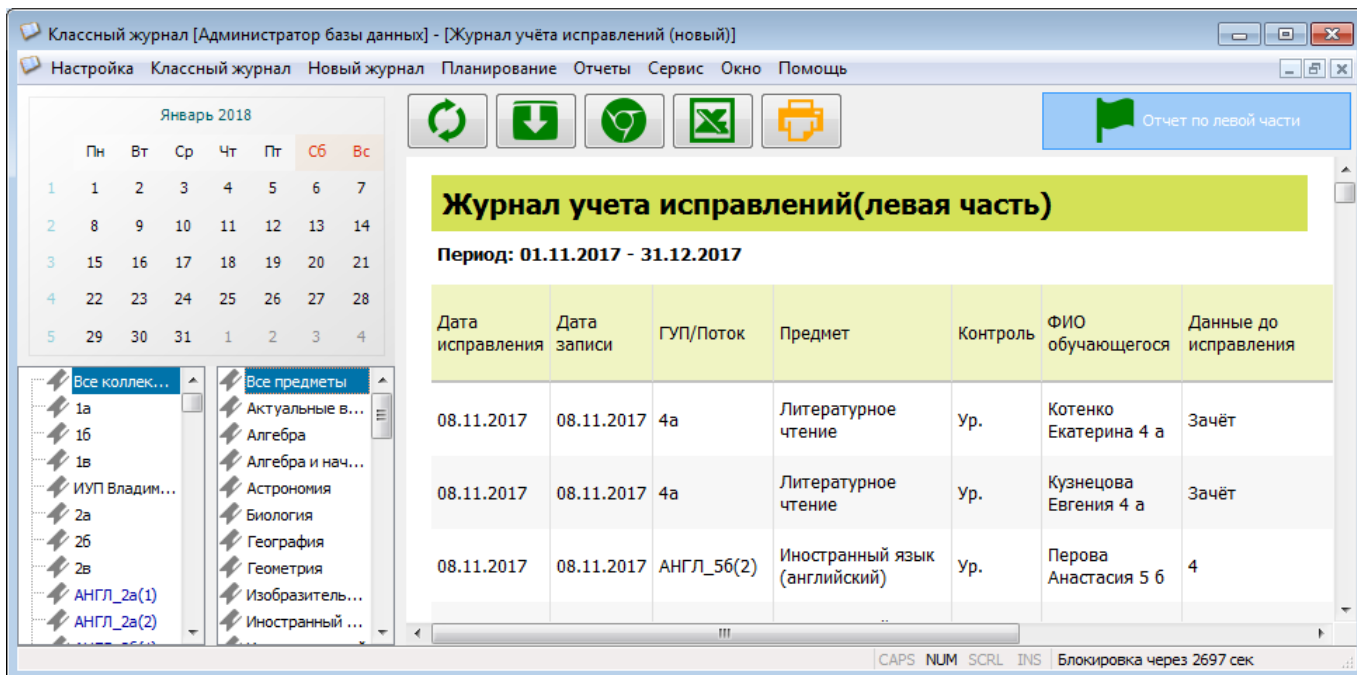 Классный журнал [Администратор базы данных] - [Журнал учёта исправлений (новый)]
Настройка Классный журнал Новый журнал Планирование Отчеты Сервис Окно Помощь
Январь 2018
Пн Вт Ср Чт Пт Сб Вс
1 1 2 3 4 5 6 7
2 8 9 10 11 12 13 14
3 15 16 17 18 19 20 21
4 22 23 24 25 26 27 28
5 29 30 31 1 2 3 4
Все коллек...
1а
1б
1в
ИУП Владим...
2а
2б
2в
АНГЛ_2а(1)
АНГЛ_2а(2)
Все предметы
Актуальные в...
Алгебра
Алгебра и нач...
Астрономия
Биология
География
Геометрия
Изобразитель...
Иностранный ...
Отчет по левой части
Журнал учета исправлений(левая часть)
Период: 01.11.2017 - 31.12.2017
Дата исправления Дата записи ГУП/Поток Предмет Контроль ФИО обучающегося Данные до исправления
08.11.2017 08.11.2017 4а Литературное чтение Ур. Котенко Екатерина 4 а Зачёт
08.11.2017 08.11.2017 4а Литературное чтение Ур. Кузнецова Евгения 4 а Зачёт
08.11.2017 08.11.2017 АНГЛ_5б(2) Иностранный язык (английский) Ур. Перова Анастасия 5 б 4
CAPS NUM SCRL INS Блокировка через 2697 сек